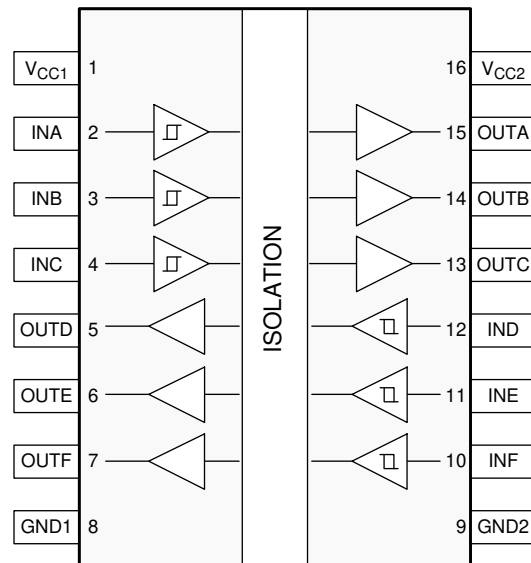 VCC1 1 16 VCC2
INA 2 15 OUTA
INB 3 14 OUTB
INC 4 13 OUTC
OUTD 5 12 IND
OUTE 6 11 INE
OUTF 7 10 INF
GND1 8 9 GND2
ISOLATION